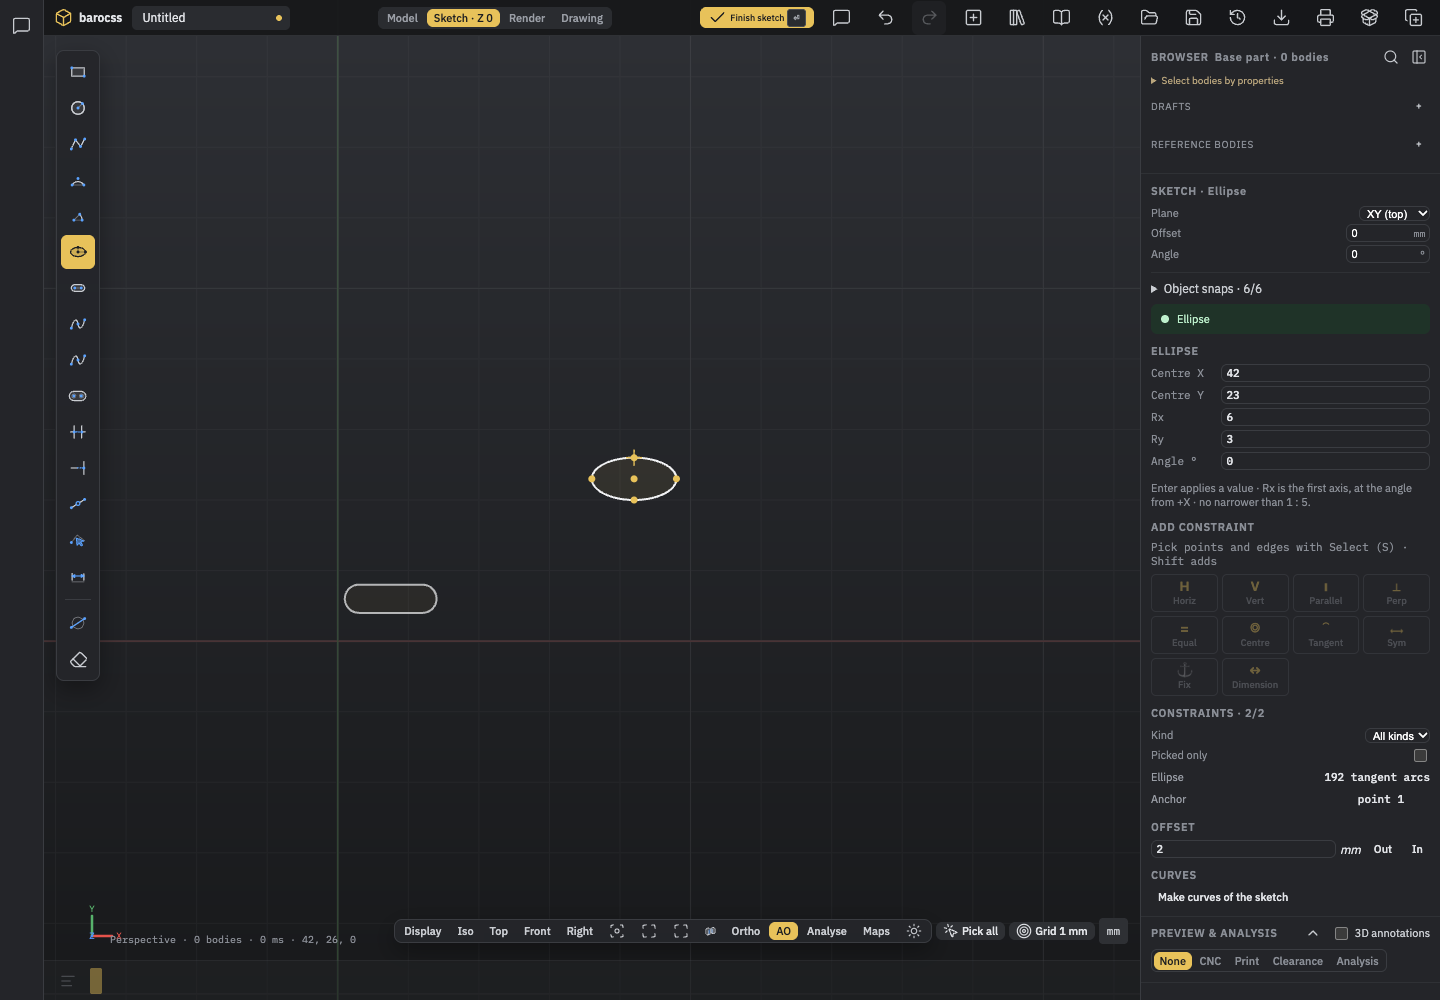 barocss
Untitled
Model
Sketch · Z 0
Render
Drawing
Finish sketch
BROWSER Base part · 0 bodies
Select bodies by properties
DRAFTS
REFERENCE BODIES
SKETCH · Ellipse
Plane
XY (top)
Offset
0 mm
Angle
0 °
Object snaps · 6/6
Ellipse
ELLIPSE
Centre X 42
Centre Y 23
Rx 6
Ry 3
Angle ° 0
Enter applies a value · Rx is the first axis, at the angle
from +X · no narrower than 1 : 5.
ADD CONSTRAINT
Pick points and edges with Select (S) ·
Shift adds
H
V
Horiz
Vert
Parallel
Perp
Equal
Centre
Tangent
Sym
Fix
Dimension
CONSTRAINTS · 2/2
Kind
All kinds
Picked only
Ellipse 192 tangent arcs
Anchor point 1
OFFSET
2 mm Out In
CURVES
Make curves of the sketch
PREVIEW & ANALYSIS
3D annotations
None
CNC
Print
Clearance
Analysis
Y
X
Z
Perspective · 0 bodies · 0 ms · 42, 26, 0
Display
Iso
Top
Front
Right
Ortho
AO
Analyse
Maps
Pick all
Grid 1 mm
mm